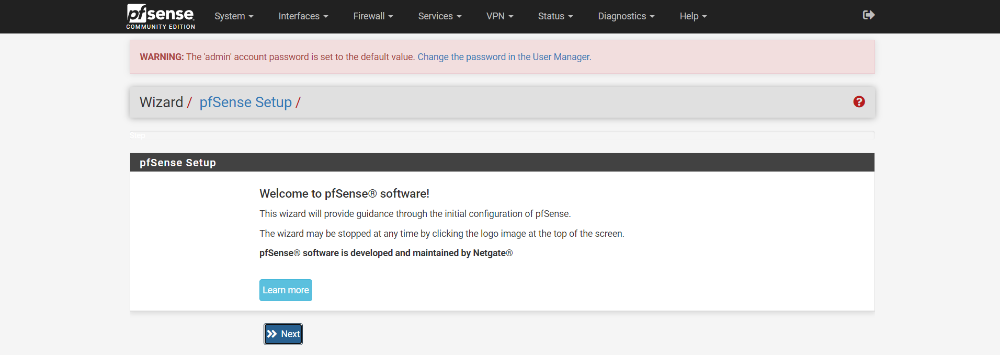 pfsense
COMMUNITY EDITION
System Interfaces Firewall Services VPN Status Diagnostics Help
WARNING: The 'admin' account password is set to the default value. Change the password in the User Manager.
Wizard / pfSense Setup /
Step
pfSense Setup
Welcome to pfSense® software!
This wizard will provide guidance through the initial configuration of pfSense.
The wizard may be stopped at any time by clicking the logo image at the top of the screen.
pfSense® software is developed and maintained by Netgate®
Learn more
Next